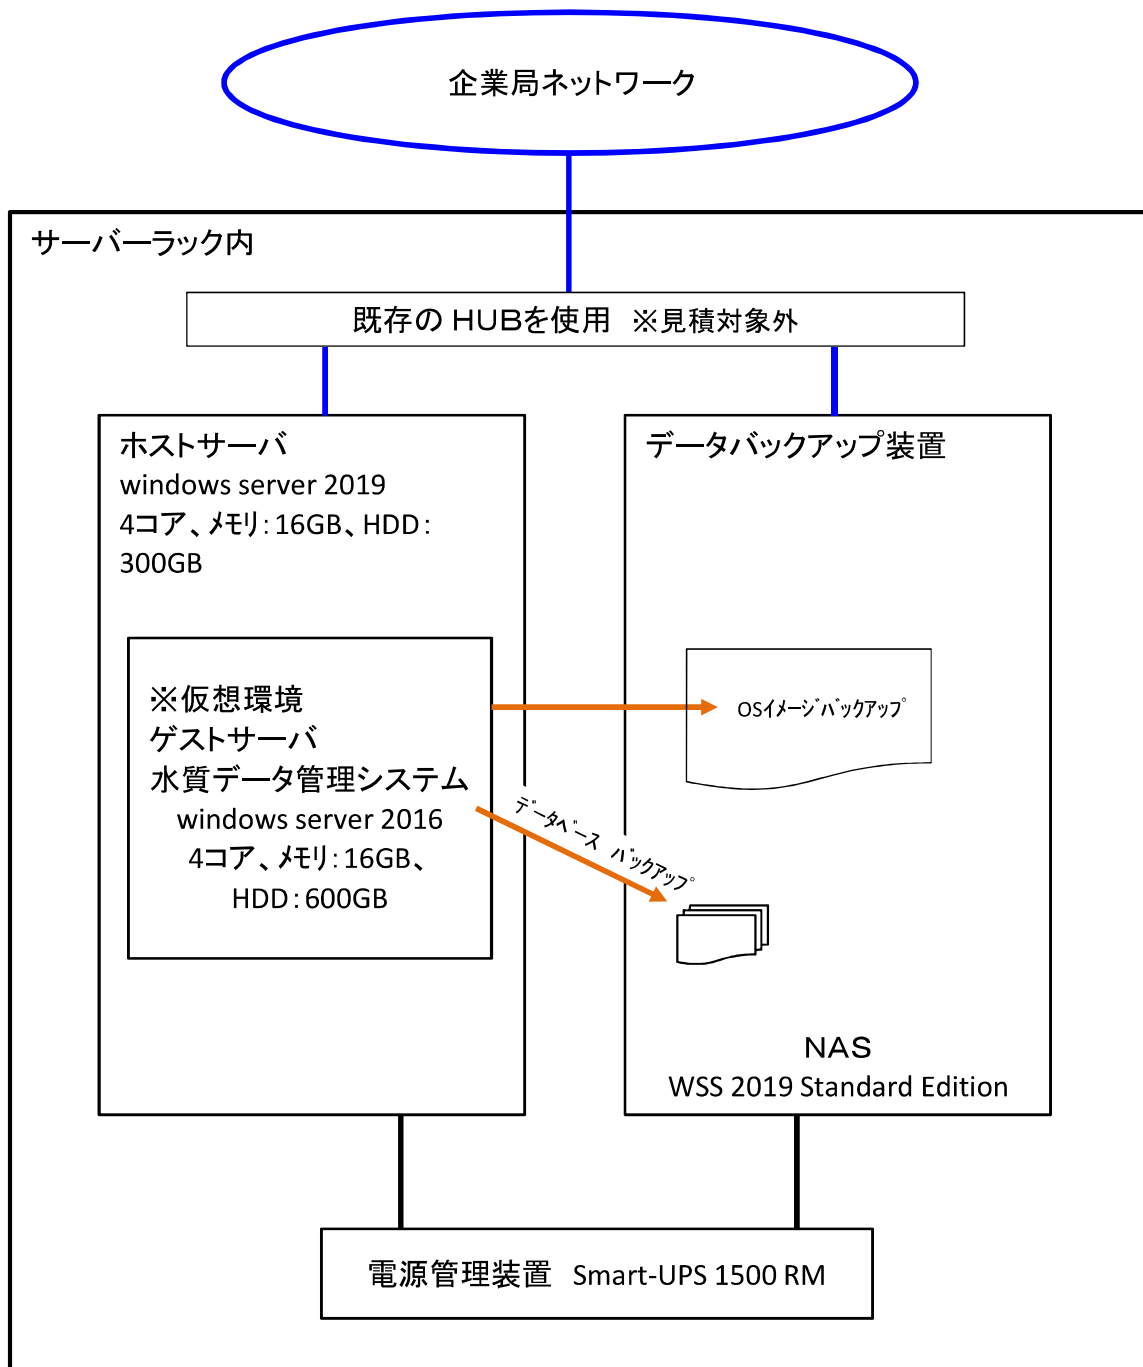 企業局ネットワーク
サーバーラック内
既存の HUBを使用 ※見積対象外
ホストサーバ
windows server 2019
4コア、ﾒﾓﾘ：16GB、HDD：
300GB
データバックアップ装置
※仮想環境
ゲストサーバ
水質データ管理システム
windows server 2016
4コア、ﾒﾓﾘ：16GB、
HDD：600GB
OSｲﾒｰｼﾞﾊﾞｯｸｱｯﾌﾟ
ﾃﾞｰﾀﾍﾞｰｽ ﾊﾞｯｸｱｯﾌﾟ
NAS
WSS 2019 Standard Edition
電源管理装置 Smart-UPS 1500 RM